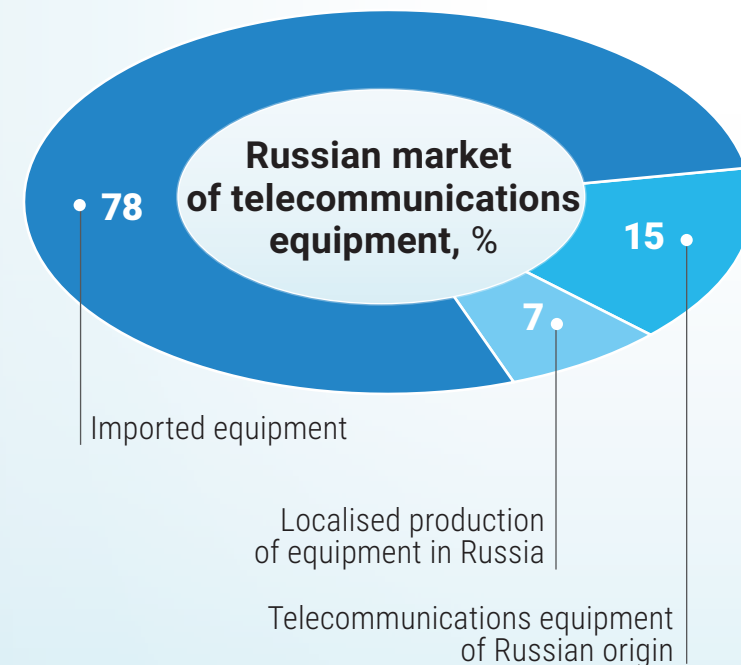 Russian market
of telecommunications
equipment, %
78
15
7
Imported equipment
Localised production
of equipment in Russia
Telecommunications equipment
of Russian origin